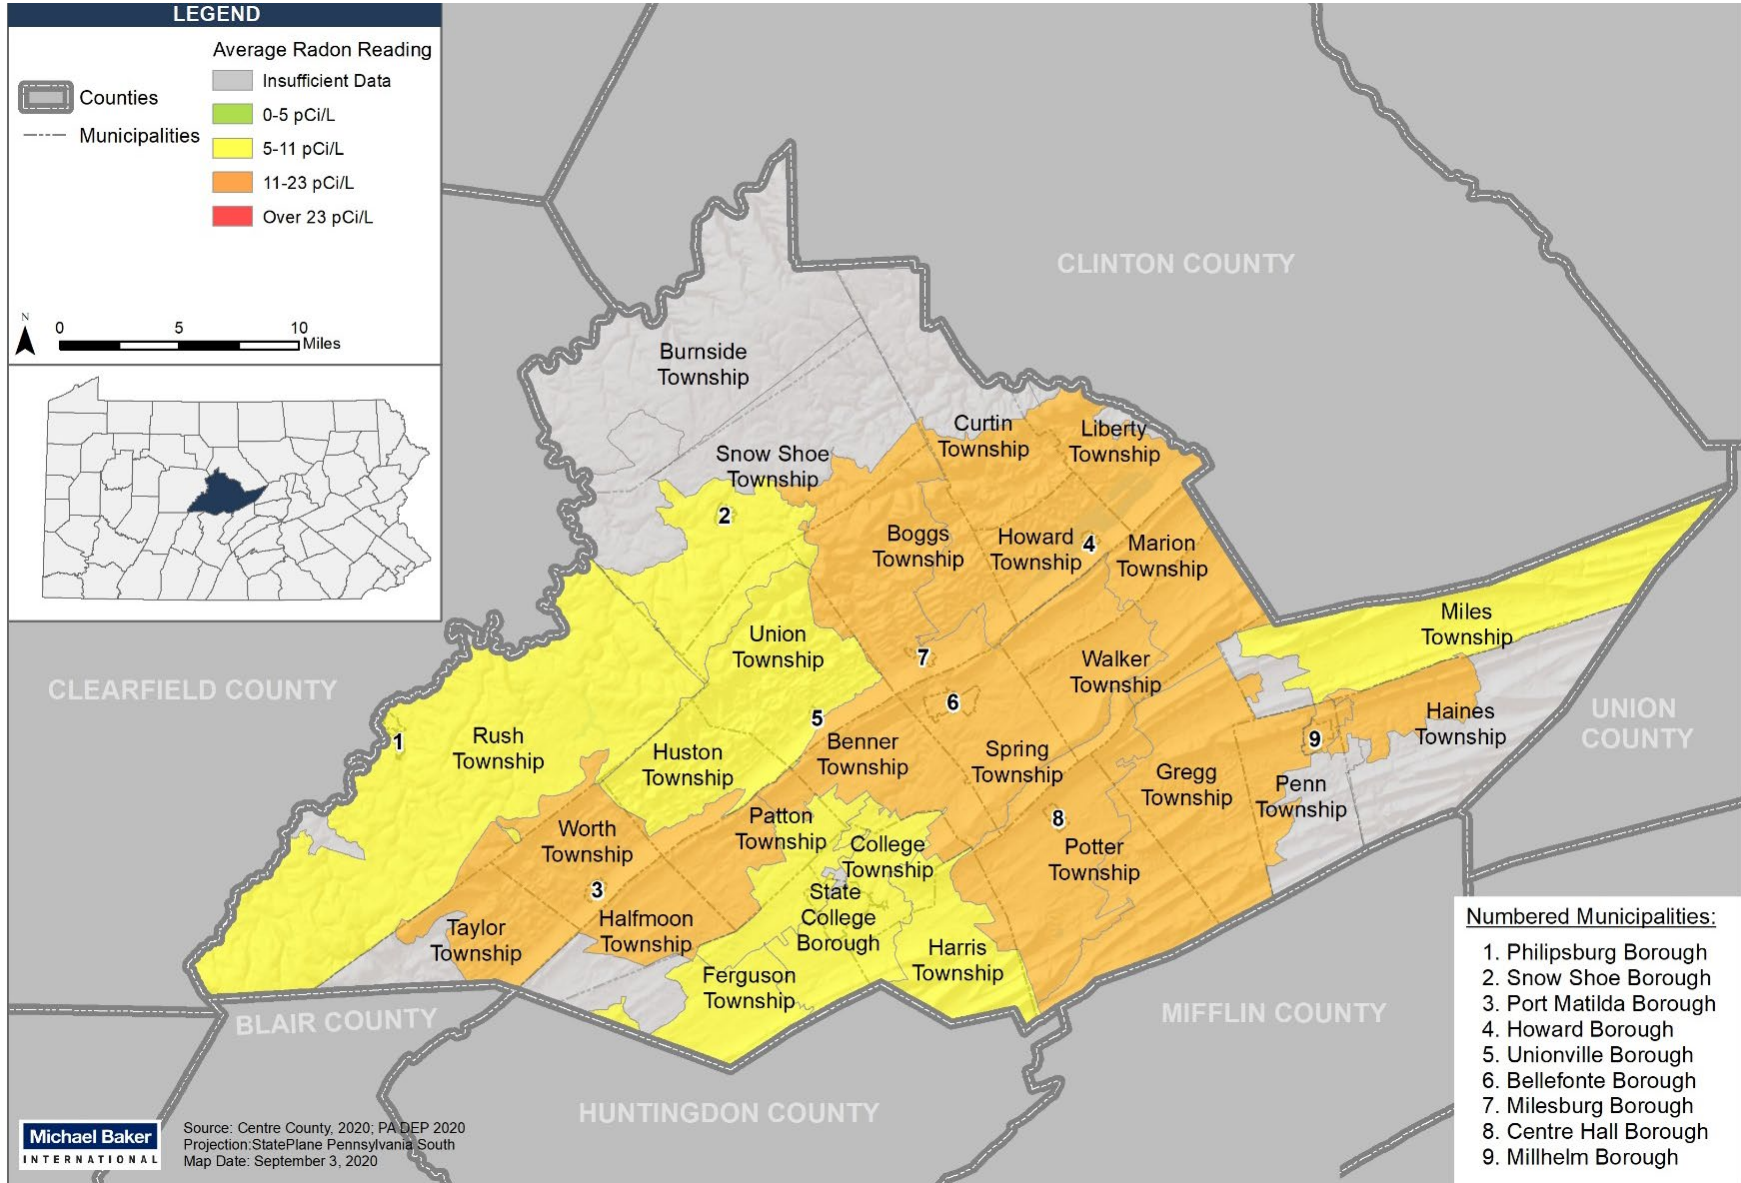 LEGEND
Average Radon Reading
Insufficient Data
0-5 pCi/L
5-11 pCi/L
11-23 pCi/L
Over 23 pCi/L
Counties
Municipalities
N
0 5 10
Miles
CLINTON COUNTY
Burnside
Township
Snow Shoe
Township
Curtin
Township
Liberty
Township
2
Boggs
Township
Howard
Township
4
Marion
Township
Miles
Township
Union
Township
7
Walker
Township
CLEARFIELD COUNTY
6
5
1
Rush
Township
Huston
Township
Benner
Township
Spring
Township
Gregg
Township
9
Haines
Township
UNION
COUNTY
Penn
Township
Worth
Township
Patton
Township
College
Township
8
Potter
Township
3
State
College
Borough
Taylor
Township
Halfmoon
Township
Ferguson
Township
Harris
Township
BLAIR COUNTY
MIFFLIN COUNTY
HUNTINGDON COUNTY
Numbered Municipalities:
1. Philipsburg Borough
2. Snow Shoe Borough
3. Port Matilda Borough
4. Howard Borough
5. Unionville Borough
6. Bellefonte Borough
7. Milesburg Borough
8. Centre Hall Borough
9. Millhelm Borough
Michael Baker
INTERNATIONAL
Source: Centre County, 2020; PA DEP 2020
Projection:StatePlane Pennsylvania South
Map Date: September 3, 2020